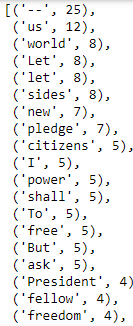 [('--', 25),
('us', 12),
('world', 8),
('Let', 8),
('let', 8),
('sides', 8),
('new', 7),
('pledge', 7),
('citizens', 5),
('I', 5),
('power', 5),
('shall', 5),
('To', 5),
('free', 5),
('But', 5),
('ask', 5),
('President', 4)
('fellow', 4),
('freedom', 4),